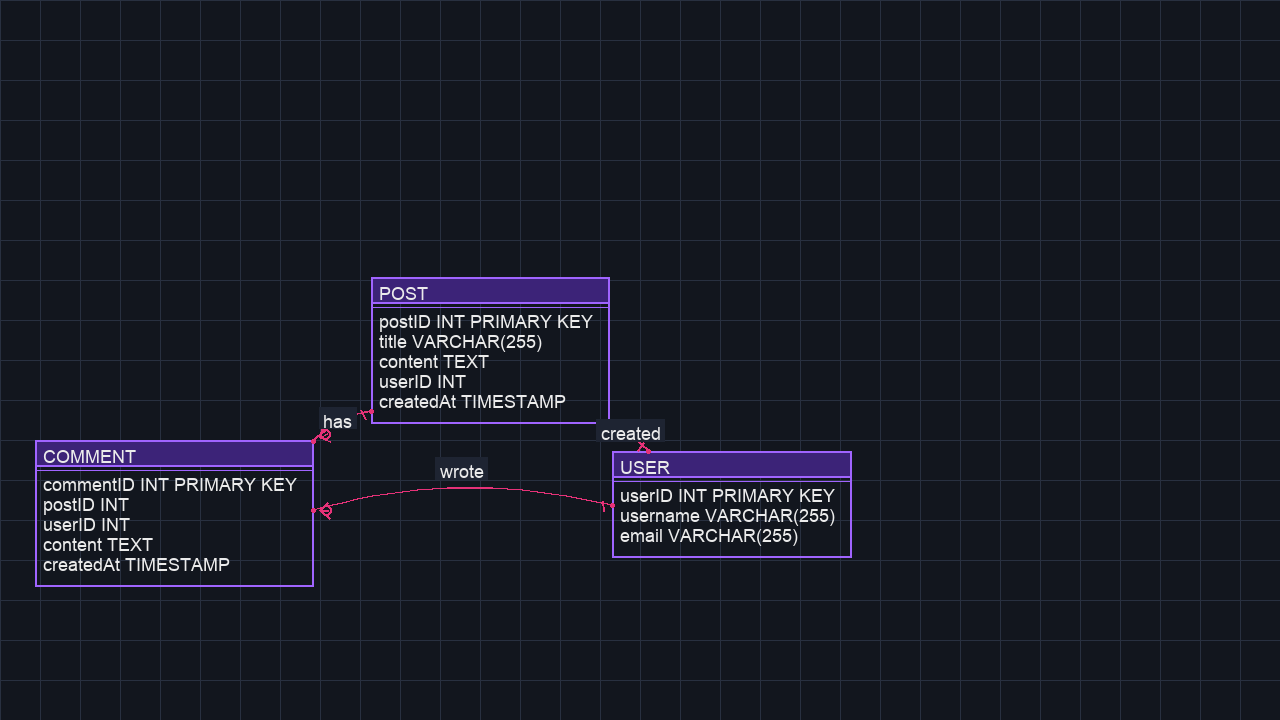 POST
postID INT PRIMARY KEY
title VARCHAR(255)
content TEXT
userID INT
createdAt TIMESTAMP
has
created
COMMENT
commentID INT PRIMARY KEY
postID INT
userID INT
content TEXT
createdAt TIMESTAMP
wrote
USER
userID INT PRIMARY KEY
username VARCHAR(255)
email VARCHAR(255)